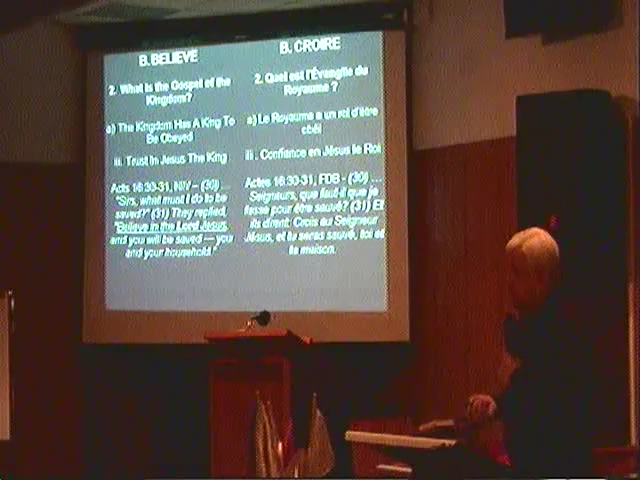 B. BELIEVE
2. What Is the Gospel of the
Kingdom?
a) The Kingdom Has A King To
Be Obeyed
iii. Trust In Jesus The King
Acts 16:30-31, NIV – (30) ...
"Sirs, what must I do to be
saved?" (31) They replied,
"Believe in the Lord Jesus,
and you will be saved — you
and your household."
B. CROIRE
2. Quel est l'Évangile du
Royaume ?
a) Le Royaume a un roi d'être
obéi
iii. Confiance en Jésus le Roi
Actes 16:30-31, FDB - (30) ...
Seigneurs, que faut-il que je
fasse pour être sauvé? (31) Et
ils dirent: Crois au Seigneur
Jésus, et tu seras sauvé, toi et
ta maison.